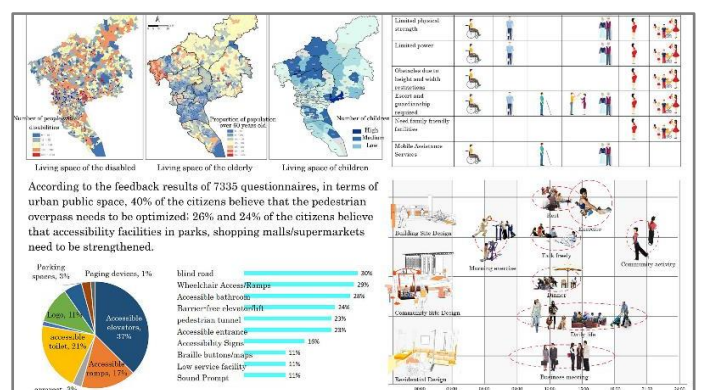 Limited physical
strength
Limited power
Obstacles due to
height and width
restrictions
Escort and
guardianship
required
Need family friendly
facilities
Mobile Assistance
Services
Number of people with
disabilities
Proportion of population
over 60 years old
Number of children
High
Medium
Low
Living space of the disabled
Living space of the elderly
Living space of children
According to the feedback results of 7335 questionnaires, in terms of
urban public space, 40% of the citizens believe that the pedestrian
overpass needs to be optimized; 26% and 24% of the citizens believe
that accessibility facilities in parks, shopping malls/supermarkets
need to be strengthened.
Parking
spaces, 3%
Paging devices, 1%
Logo, 11%
Accessible
elevators,
37%
accessible
toilet, 21%
Accessible
ramps, 17%
blind road 30%
Wheelchair Access/Ramps 29%
Accessible bathroom 28%
Barrier-free elevator/lift 24%
pedestrian tunnel 23%
Accessible entrance 23%
Accessibility Signs 16%
Braille buttons/maps 11%
Low service facility 11%
Sound Prompt 11%
Building Site Design
Rest
Exercise
Morning exercise
Talk freely
Community activity
Dinner
Community Site Design
Daily life
Business meeting
Residential Design